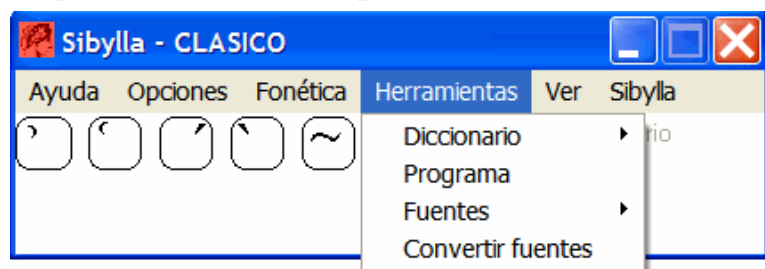 Sibylla - CLASICO
Ayuda Opciones Fonética Herramientas Ver Sibylla
Diccionario
Programa
Fuentes
Convertir fuentes